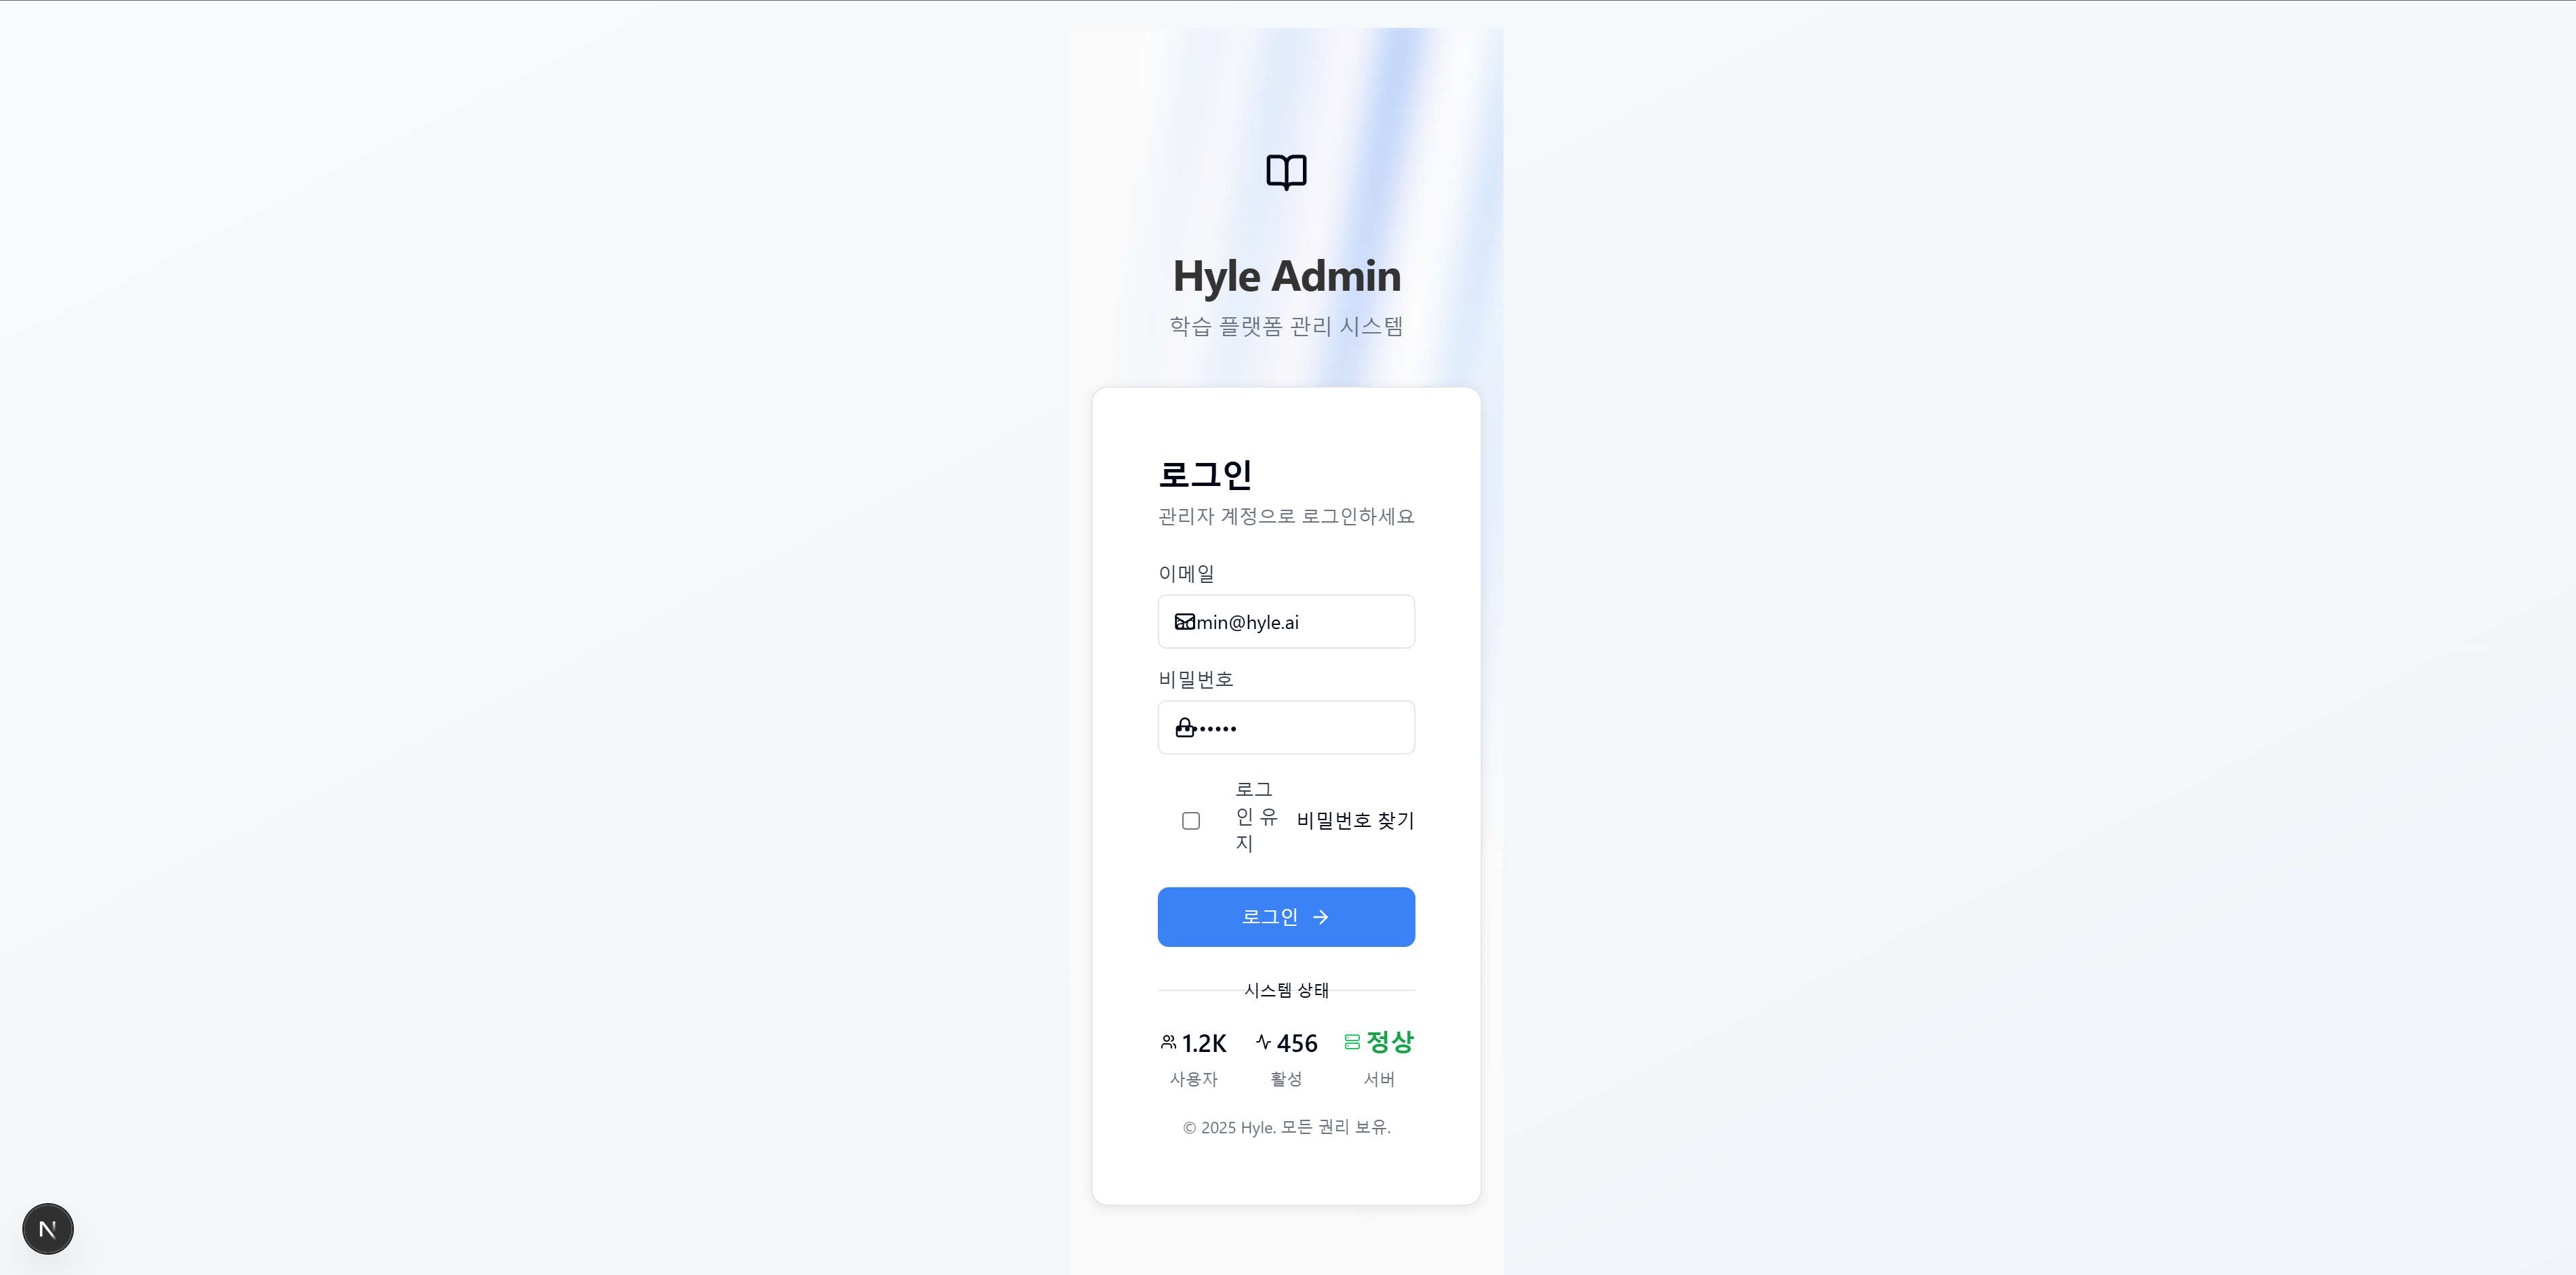 Hyle Admin
학습 플랫폼 관리 시스템
로그인
관리자 계정으로 로그인하세요
이메일
admin@hyle.ai
비밀번호
로그
인 유
지
비밀번호 찾기
로그인
시스템 상태
1.2K
456
정상
사용자
활성
서버
© 2025 Hyle. 모든 권리 보유.
N